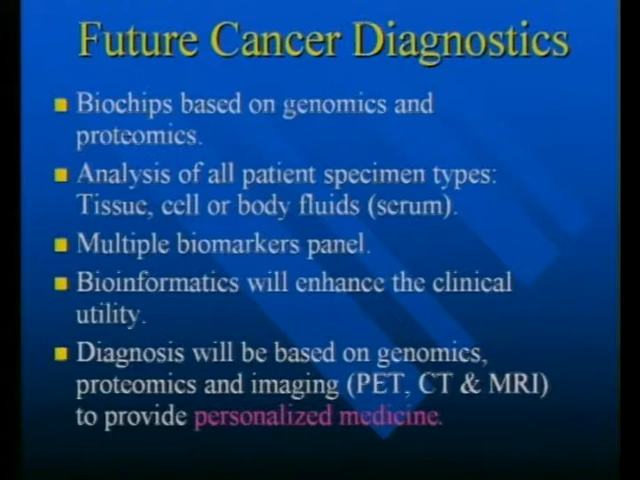 Future Cancer Diagnostics
Biochips based on genomics and
proteomics.
Analysis of all patient specimen types:
Tissue, cell or body fluids (serum).
Multiple biomarkers panel.
Bioinformatics will enhance the clinical
utility.
Diagnosis will be based on genomics,
proteomics and imaging (PET, CT & MRI)
to provide personalized medicine.